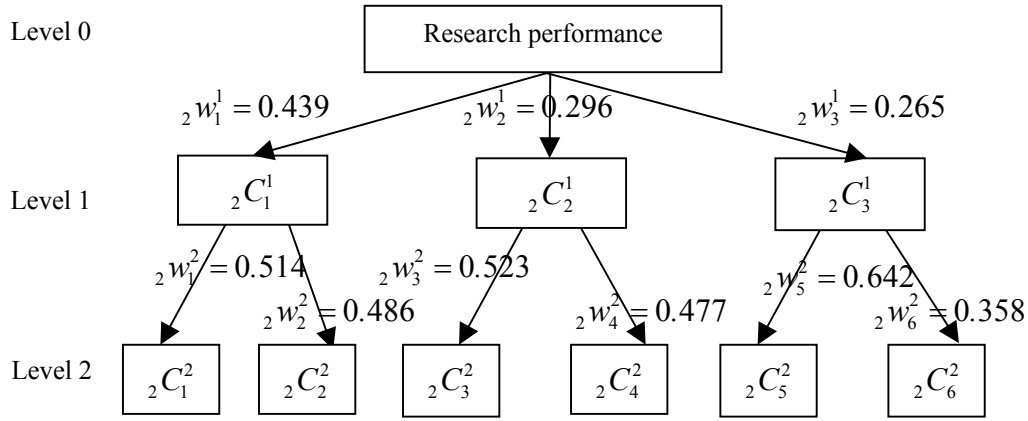 Level 0
Research performance
₂w₁¹ = 0.439
₂w₂¹ = 0.296
₂w₃¹ = 0.265
Level 1
₂C₁¹
₂C₂¹
₂C₃¹
₂w₁² = 0.514
₂w₂² = 0.486
₂w₃² = 0.523
₂w₄² = 0.477
₂w₅² = 0.642
₂w₆² = 0.358
Level 2
₂C₁²
₂C₂²
₂C₃²
₂C₄²
₂C₅²
₂C₆²